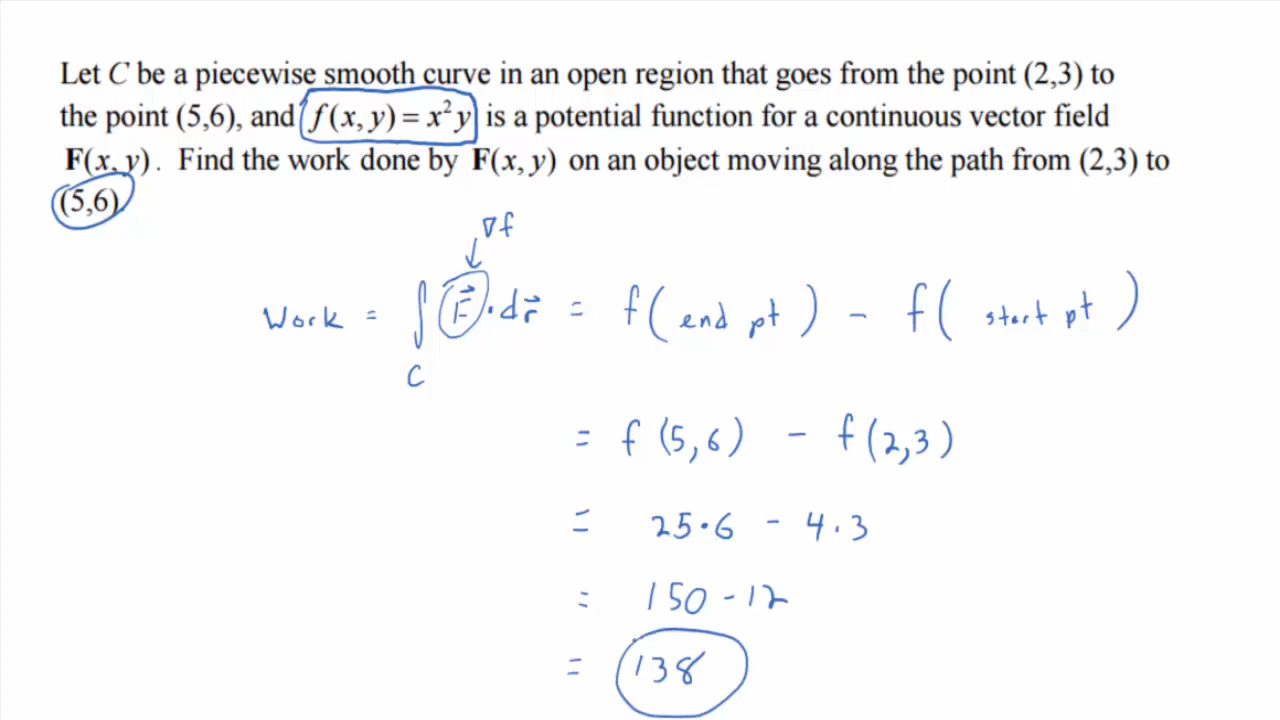 Let C be a piecewise smooth curve in an open region that goes from the point (2,3) to
the point (5,6), and f(x, y) = x²y is a potential function for a continuous vector field
F(x, y). Find the work done by F(x, y) on an object moving along the path from (2,3) to
(5,6).
∇f
Work = ∫ F⃗ · dr⃗ = f( end pt ) - f( start pt )
C
= f (5,6) - f(2,3)
= 25·6 - 4·3
= 150 - 12
= 138